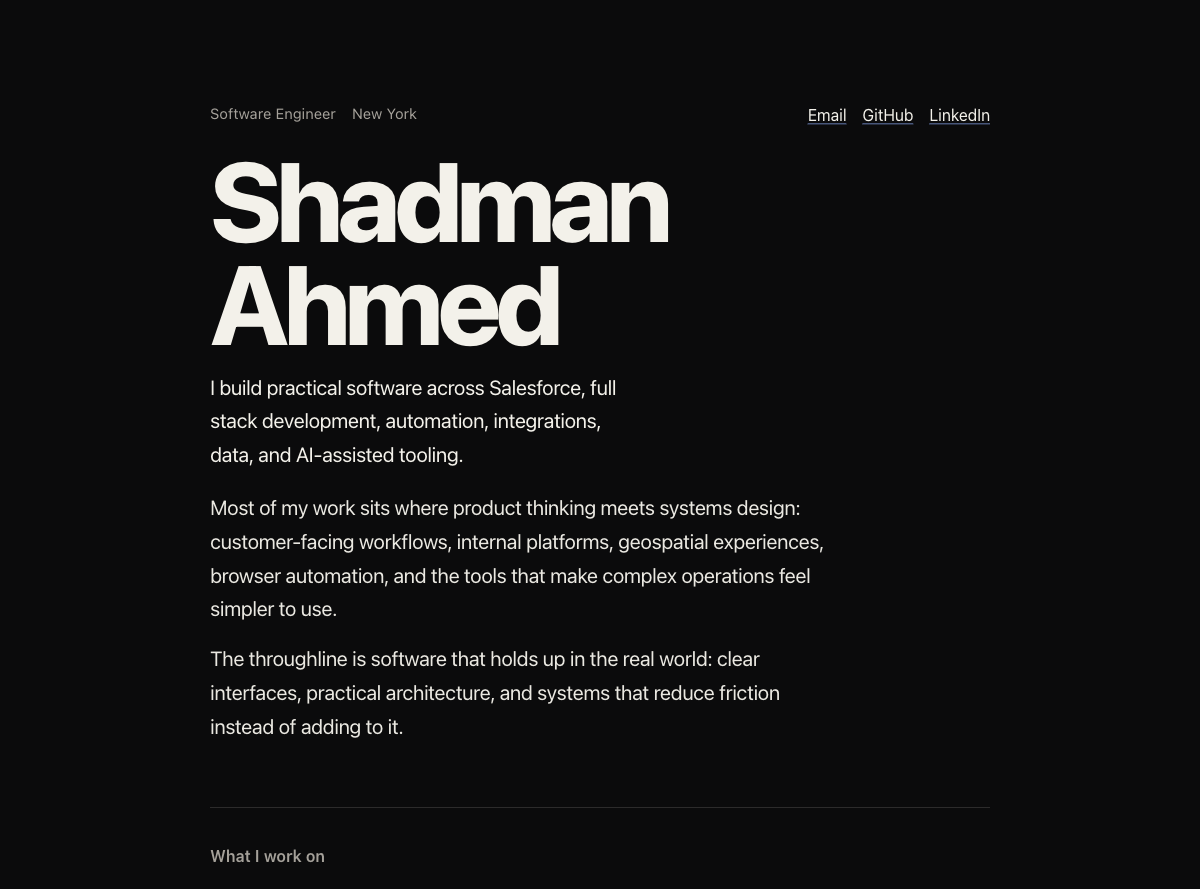 Software Engineer New York
Email GitHub LinkedIn
Shadman
Ahmed
I build practical software across Salesforce, full
stack development, automation, integrations,
data, and AI-assisted tooling.
Most of my work sits where product thinking meets systems design:
customer-facing workflows, internal platforms, geospatial experiences,
browser automation, and the tools that make complex operations feel
simpler to use.
The throughline is software that holds up in the real world: clear
interfaces, practical architecture, and systems that reduce friction
instead of adding to it.
What I work on